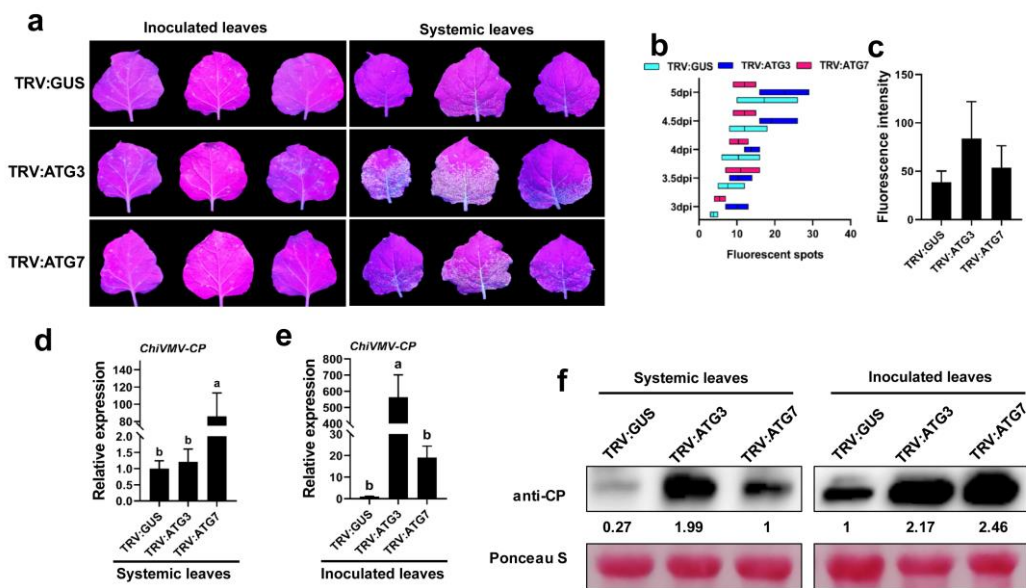 a
Inoculated leaves
Systemic leaves
TRV:GUS
TRV:ATG3
TRV:ATG7
b
TRV:GUS
TRV:ATG3
TRV:ATG7
5dpi
4.5dpi
4dpi
3.5dpi
3dpi
0 10 20 30 40
Fluorescent spots
c
Fluorescence intensity
150
100
50
0
TRV:GUS
TRV:ATG3
TRV:ATG7
d
ChiVMV-CP
Relative expression
140
120
100
80
60
2.0
1.5
1.0
0.5
0.0
b
b
a
TRV:GUS
TRV:ATG3
TRV:ATG7
Systemic leaves
e
ChiVMV-CP
Relative expression
800
700
600
500
400
300
40
20
0
b
a
b
TRV:GUS
TRV:ATG3
TRV:ATG7
Inoculated leaves
f
Systemic leaves
Inoculated leaves
TRV:GUS
TRV:ATG3
TRV:ATG7
TRV:GUS
TRV:ATG3
TRV:ATG7
anti-CP
0.27 1.99 1 1 2.17 2.46
Ponceau S